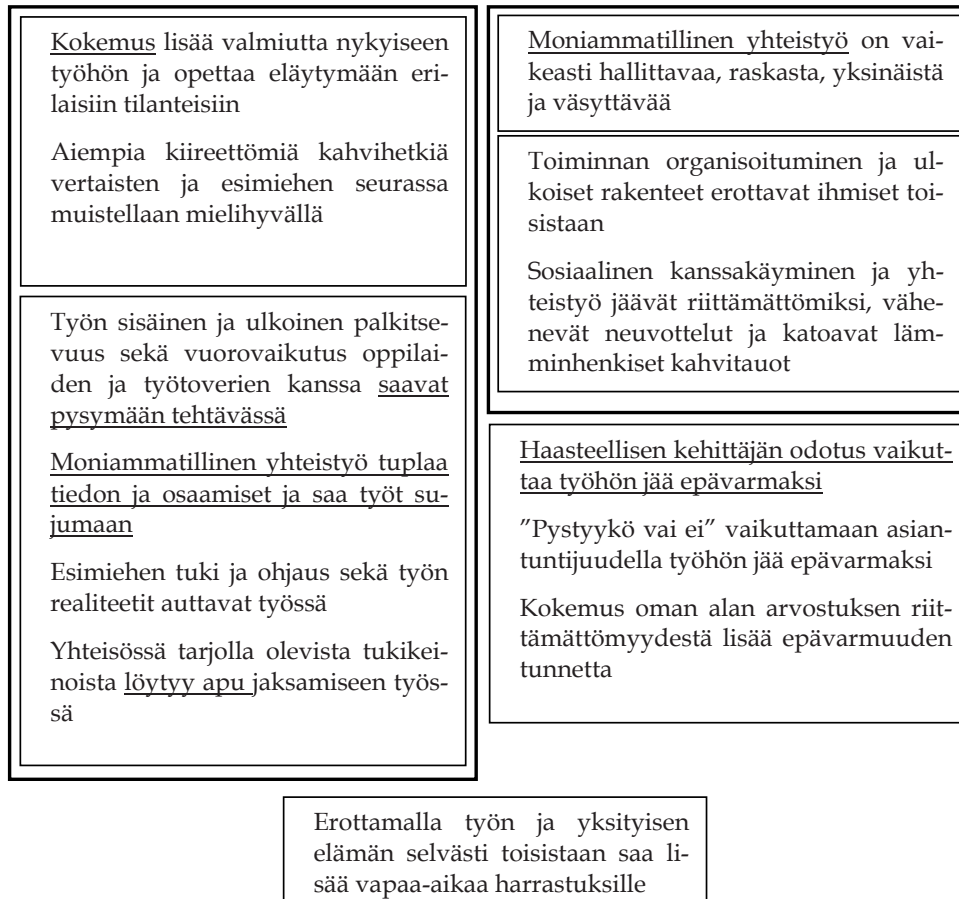 Kokemus lisää valmiutta nykyiseen
työhön ja opettaa eläytymään eri-
laisiin tilanteisiin
Aiempia kiireettömiä kahvihetkiä
vertaisten ja esimiehen seurassa
muistellaan mielihyvällä
Työn sisäinen ja ulkoinen palkitse-
vuus sekä vuorovaikutus oppilai-
den ja työtoverien kanssa saavat
pysymään tehtävässä
Moniammatillinen yhteistyö tuplaa
tiedon ja osaamiset ja saa työt su-
jumaan
Esimiehen tuki ja ohjaus sekä työn
realiteetit auttavat työssä
Yhteisössä tarjolla olevista tukikei-
noista löytyy apu jaksamiseen työs-
sä
Moniammatillinen yhteistyö on vai-
keasti hallittavaa, raskasta, yksinäistä
ja väsyttävää
Toiminnan organisoituminen ja ul-
koiset rakenteet erottavat ihmiset toi-
sistaan
Sosiaalinen kanssakäyminen ja yh-
teistyö jäävät riittämättömiksi, vähe-
nevät neuvottelut ja katoavat läm-
minhenkiset kahvitauot
Haasteellisen kehittäjän odotus vaikut-
taa työhön jää epävarmaksi
”Pystyykö vai ei” vaikuttamaan asian-
tuntijuudella työhön jää epävarmaksi
Kokemus oman alan arvostuksen riit-
tämättömyydestä lisää epävarmuuden
tunnetta
Erottamalla työn ja yksityisen
elämän selvästi toisistaan saa li-
sää vapaa-aikaa harrastuksille